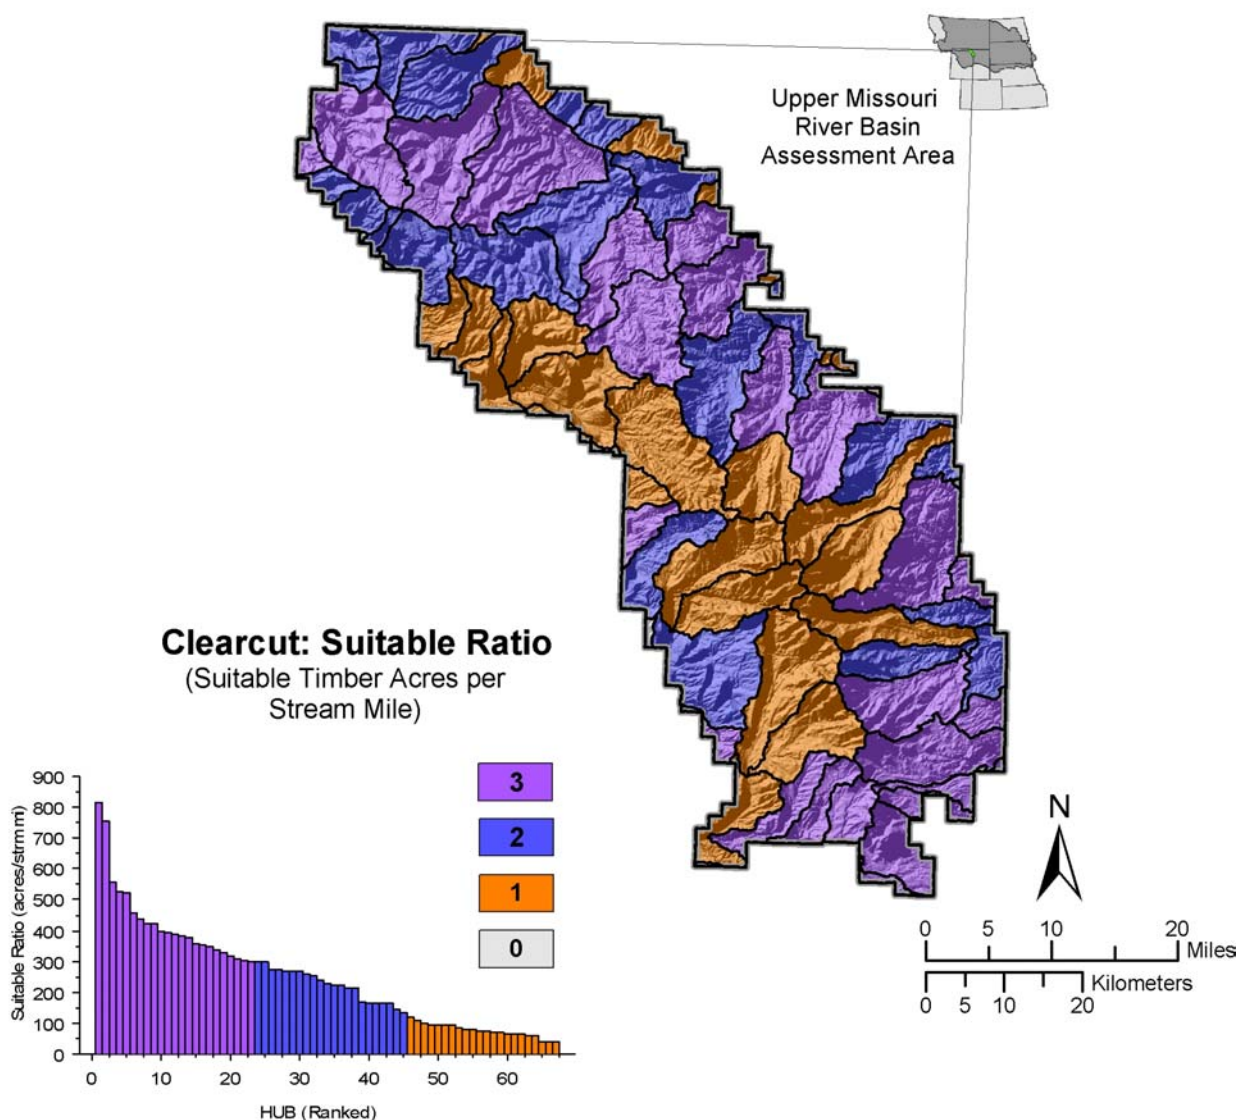 Upper Missouri
River Basin
Assessment Area
Clearcut: Suitable Ratio
(Suitable Timber Acres per
Stream Mile)
3
2
1
0
900
800
700
600
500
400
300
200
100
0
Suitable Ratio (acres/strmmi)
0 10 20 30 40 50 60
HUB (Ranked)
N
0 5 10 20
Miles
Kilometers
0 5 10 20